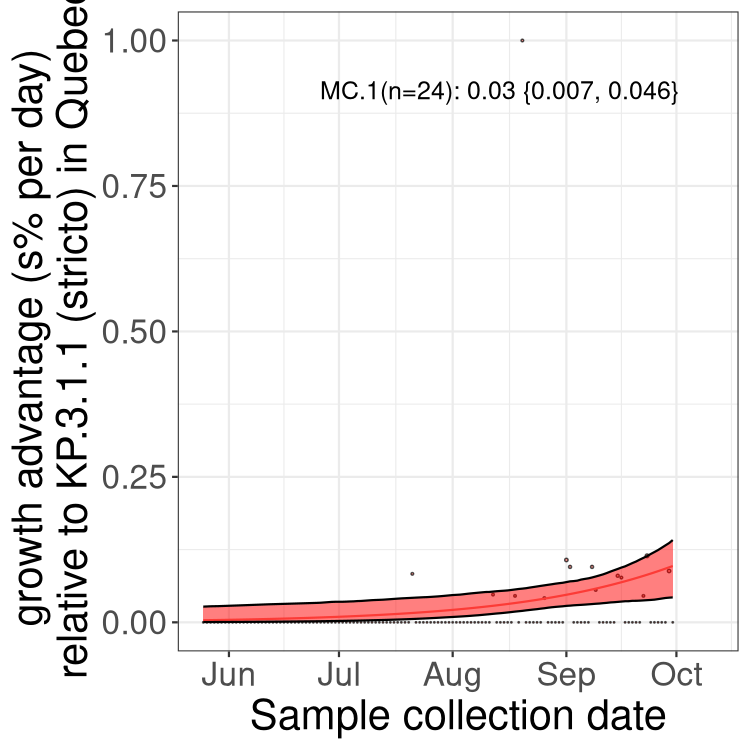 growth advantage (s% per day)
relative to KP.3.1.1 (stricto) in Quebec
1.00
0.75
0.50
0.25
0.00
MC.1(n=24): 0.03 {0.007, 0.046}
Jun Jul Aug Sep Oct
Sample collection date